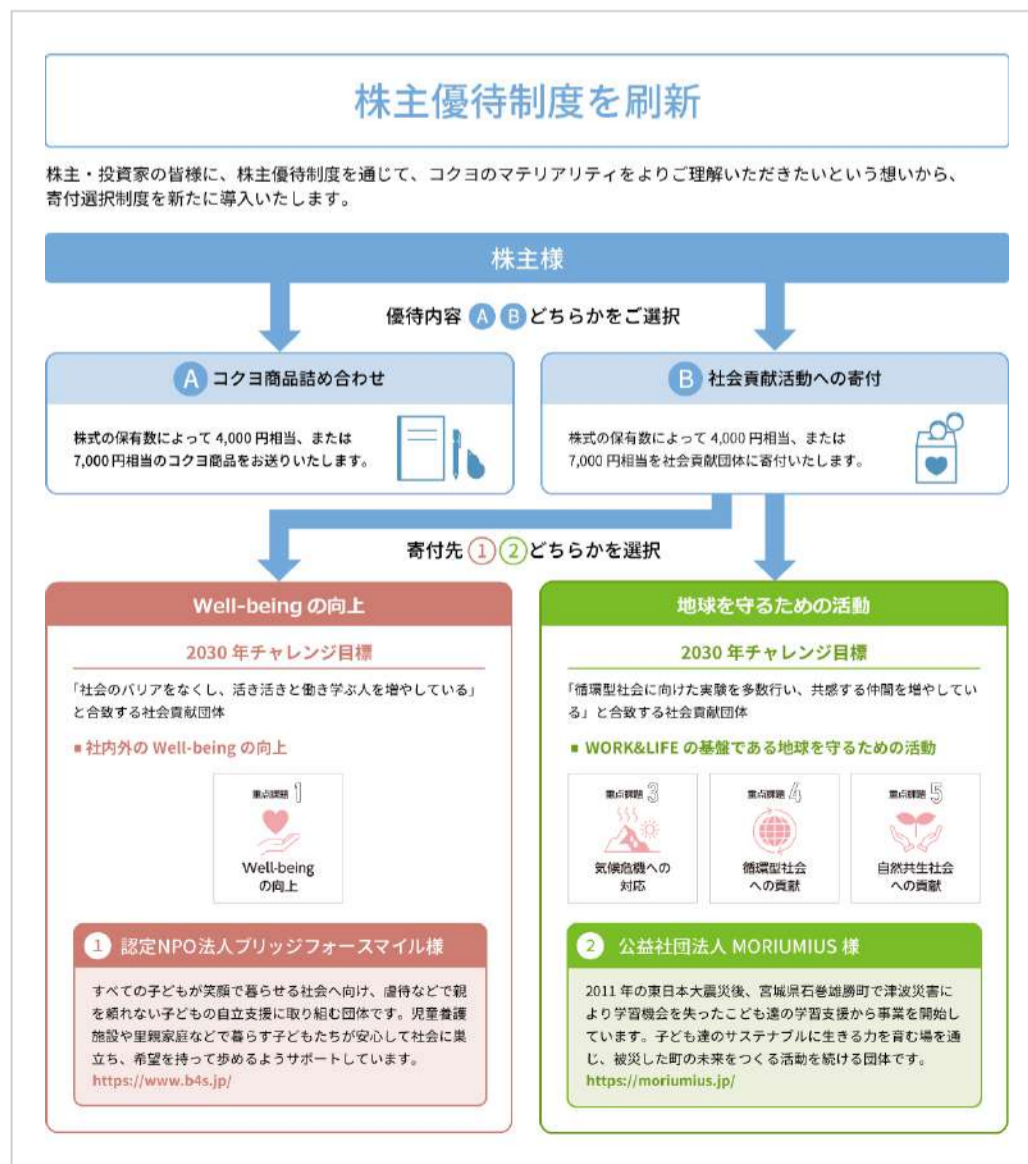 株主優待制度を刷新
株主・投資家の皆様に、株主優待制度を通じて、コクヨのマテリアリティをよりご理解いただきたいという想いから、
寄付選択制度を新たに導入いたします。
株主様
優待内容 A B どちらかをご選択
A コクヨ商品詰め合わせ
株式の保有数によって 4,000 円相当、または
7,000 円相当のコクヨ商品をお送りいたします。
B 社会貢献活動への寄付
株式の保有数によって 4,000 円相当、または
7,000 円相当を社会貢献団体に寄付いたします。
寄付先 1 2 どちらかを選択
Well-being の向上
2030 年チャレンジ目標
「社会のバリアをなくし、活き活きと働き学ぶ人を増やしている」
と合致する社会貢献団体
■ 社内外の Well-being の向上
重点課題 1
Well-being
の向上
1 認定NPO法人ブリッジフォースマイル様
すべての子どもが笑顔で暮らせる社会へ向け、虐待などで親
を頼れない子どもの自立支援に取り組む団体です。児童養護
施設や里親家庭などで暮らす子どもたちが安心して社会に巣
立ち、希望を持って歩めるようサポートしています。
https://www.b4s.jp/
地球を守るための活動
2030 年チャレンジ目標
「循環型社会に向けた実験を多数行い、共感する仲間を増やしてい
る」と合致する社会貢献団体
■ WORK&LIFE の基盤である地球を守るための活動
重点課題 3
気候危機への
対応
重点課題 4
循環型社会
への貢献
重点課題 5
自然共生社会
への貢献
2 公益社団法人 MORIUMIUS 様
2011 年の東日本大震災後、宮城県石巻雄勝町で津波災害に
より学習機会を失ったこども達の学習支援から事業を開始し
ています。子ども達のサステナブルに生きる力を育む場を通
じ、被災した町の未来をつくる活動を続ける団体です。
https://moriumius.jp/